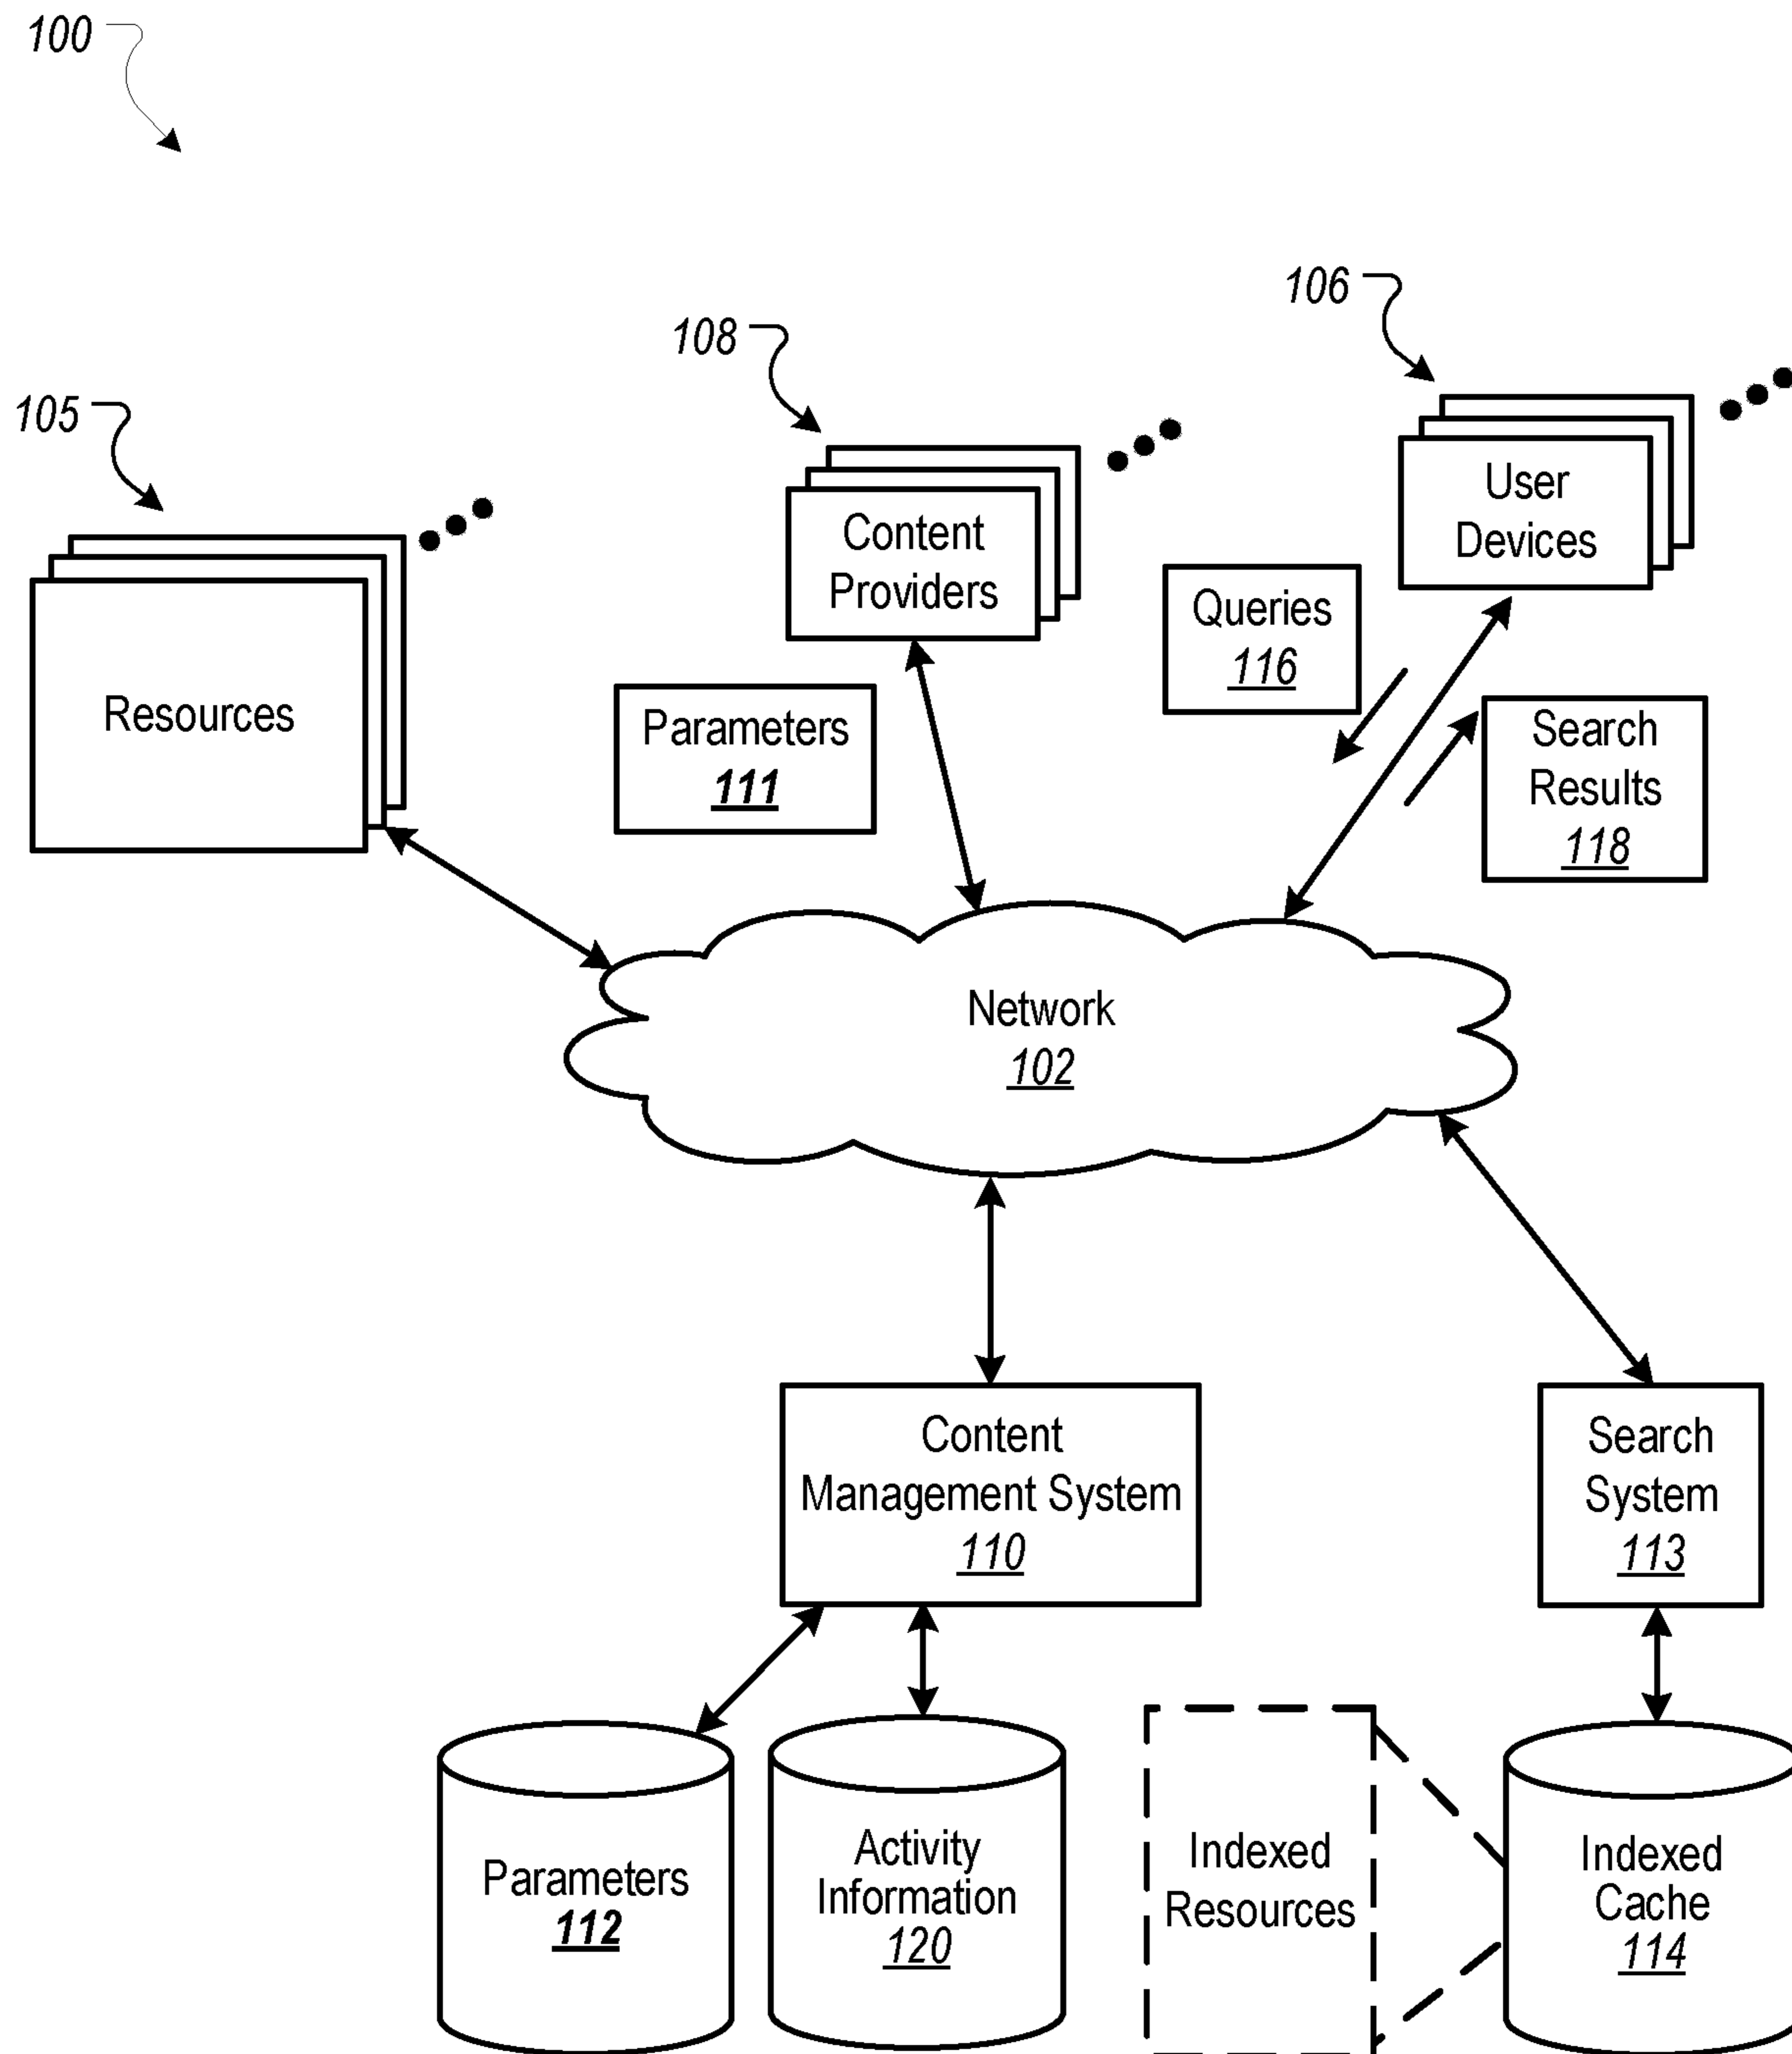 100
106
108
105
User
Devices
Content
Providers
Queries
116
Resources
Parameters
111
Search
Results
118
Network
102
Content
Management System
110
Search
System
113
Parameters
112
Activity
Information
120
Indexed
Resources
Indexed
Cache
114